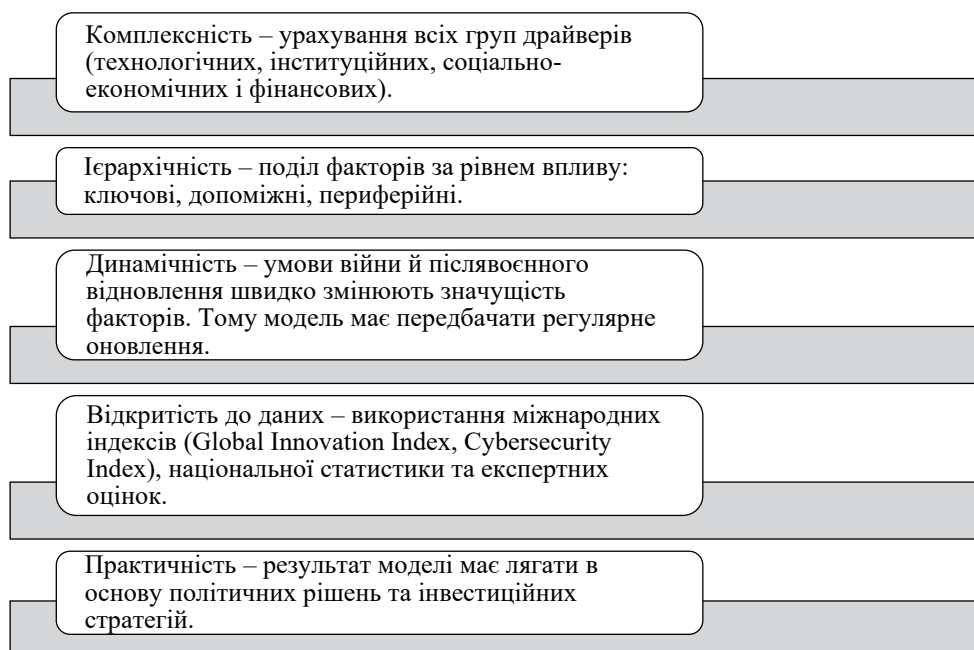 Комплексність – урахування всіх груп драйверів
(технологічних, інституційних, соціально-
економічних і фінансових).
Ієрархічність – поділ факторів за рівнем впливу:
ключові, допоміжні, периферійні.
Динамічність – умови війни й післявоєнного
відновлення швидко змінюють значущість
факторів. Тому модель має передбачати регулярне
оновлення.
Відкритість до даних – використання міжнародних
індексів (Global Innovation Index, Cybersecurity
Index), національної статистики та експертних
оцінок.
Практичність – результат моделі має лягати в
основу політичних рішень та інвестиційних
стратегій.